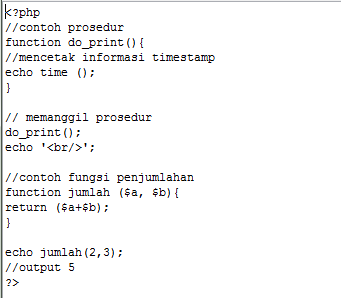 <?php
//contoh prosedur
function do_print(){
//mencetak informasi timestamp
echo time ();
}
// memanggil prosedur
do_print();
echo '<br/>';
//contoh fungsi penjumlahan
function jumlah ($a, $b){
return ($a+$b);
}
echo jumlah(2,3);
//output 5
?>